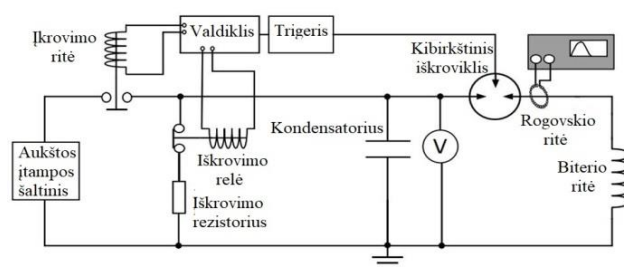 Įkrovimo
ritė
Valdiklis
Trigeris
Kibirkštinis
iškroviklis
Rogovskio
ritė
Kondensatorius
V
Biterio
ritė
Aukštos
įtampos
šaltinis
Iškrovimo
relė
Iškrovimo
rezistorius